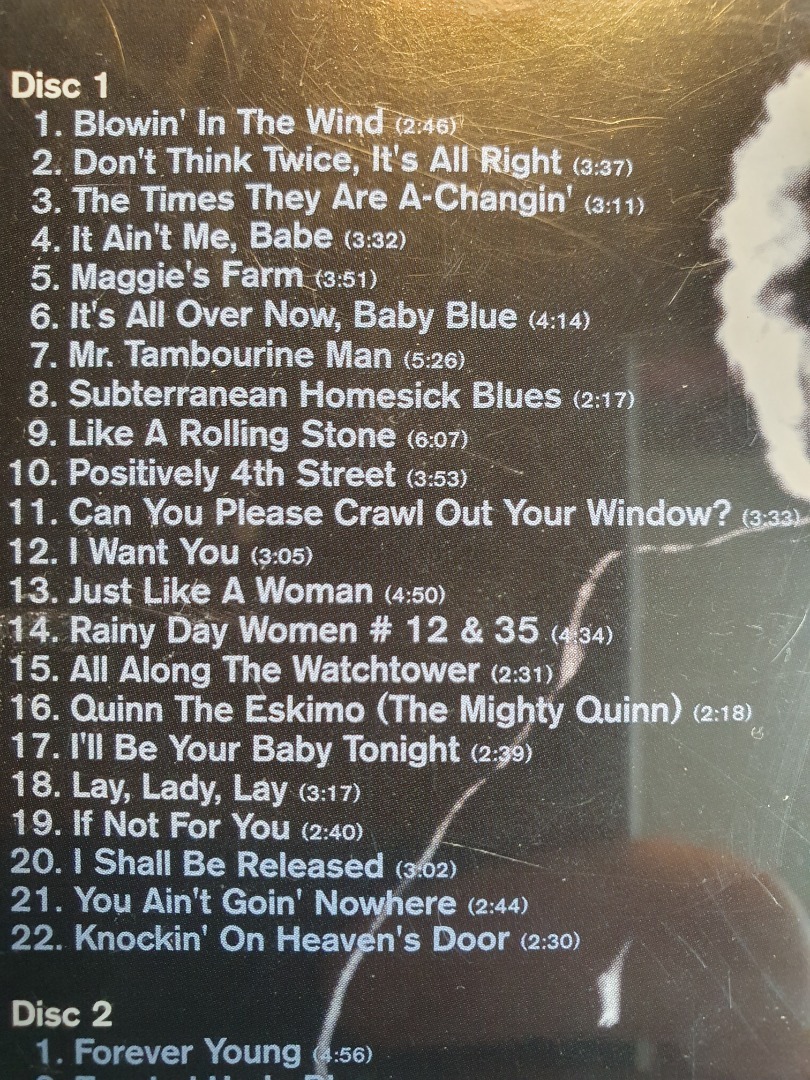 Disc 1
1. Blowin' In The Wind (2:46)
2. Don't Think Twice, It's All Right (3:37)
3. The Times They Are A-Changin' (3:11)
4. It Ain't Me, Babe (3:32)
5. Maggie's Farm (3:51)
6. It's All Over Now, Baby Blue (4:14)
7. Mr. Tambourine Man (5:26)
8. Subterranean Homesick Blues (2:17)
9. Like A Rolling Stone (6:07)
10. Positively 4th Street (3:53)
11. Can You Please Crawl Out Your Window? (3:33)
12. I Want You (3:05)
13. Just Like A Woman (4:50)
14. Rainy Day Women # 12 & 35 (4:34)
15. All Along The Watchtower (2:31)
16. Quinn The Eskimo (The Mighty Quinn) (2:18)
17. I'll Be Your Baby Tonight (2:39)
18. Lay, Lady, Lay (3:17)
19. If Not For You (2:40)
20. I Shall Be Released (3:02)
21. You Ain't Goin' Nowhere (2:44)
22. Knockin' On Heaven's Door (2:30)
Disc 2
1. Forever Young (4:56)